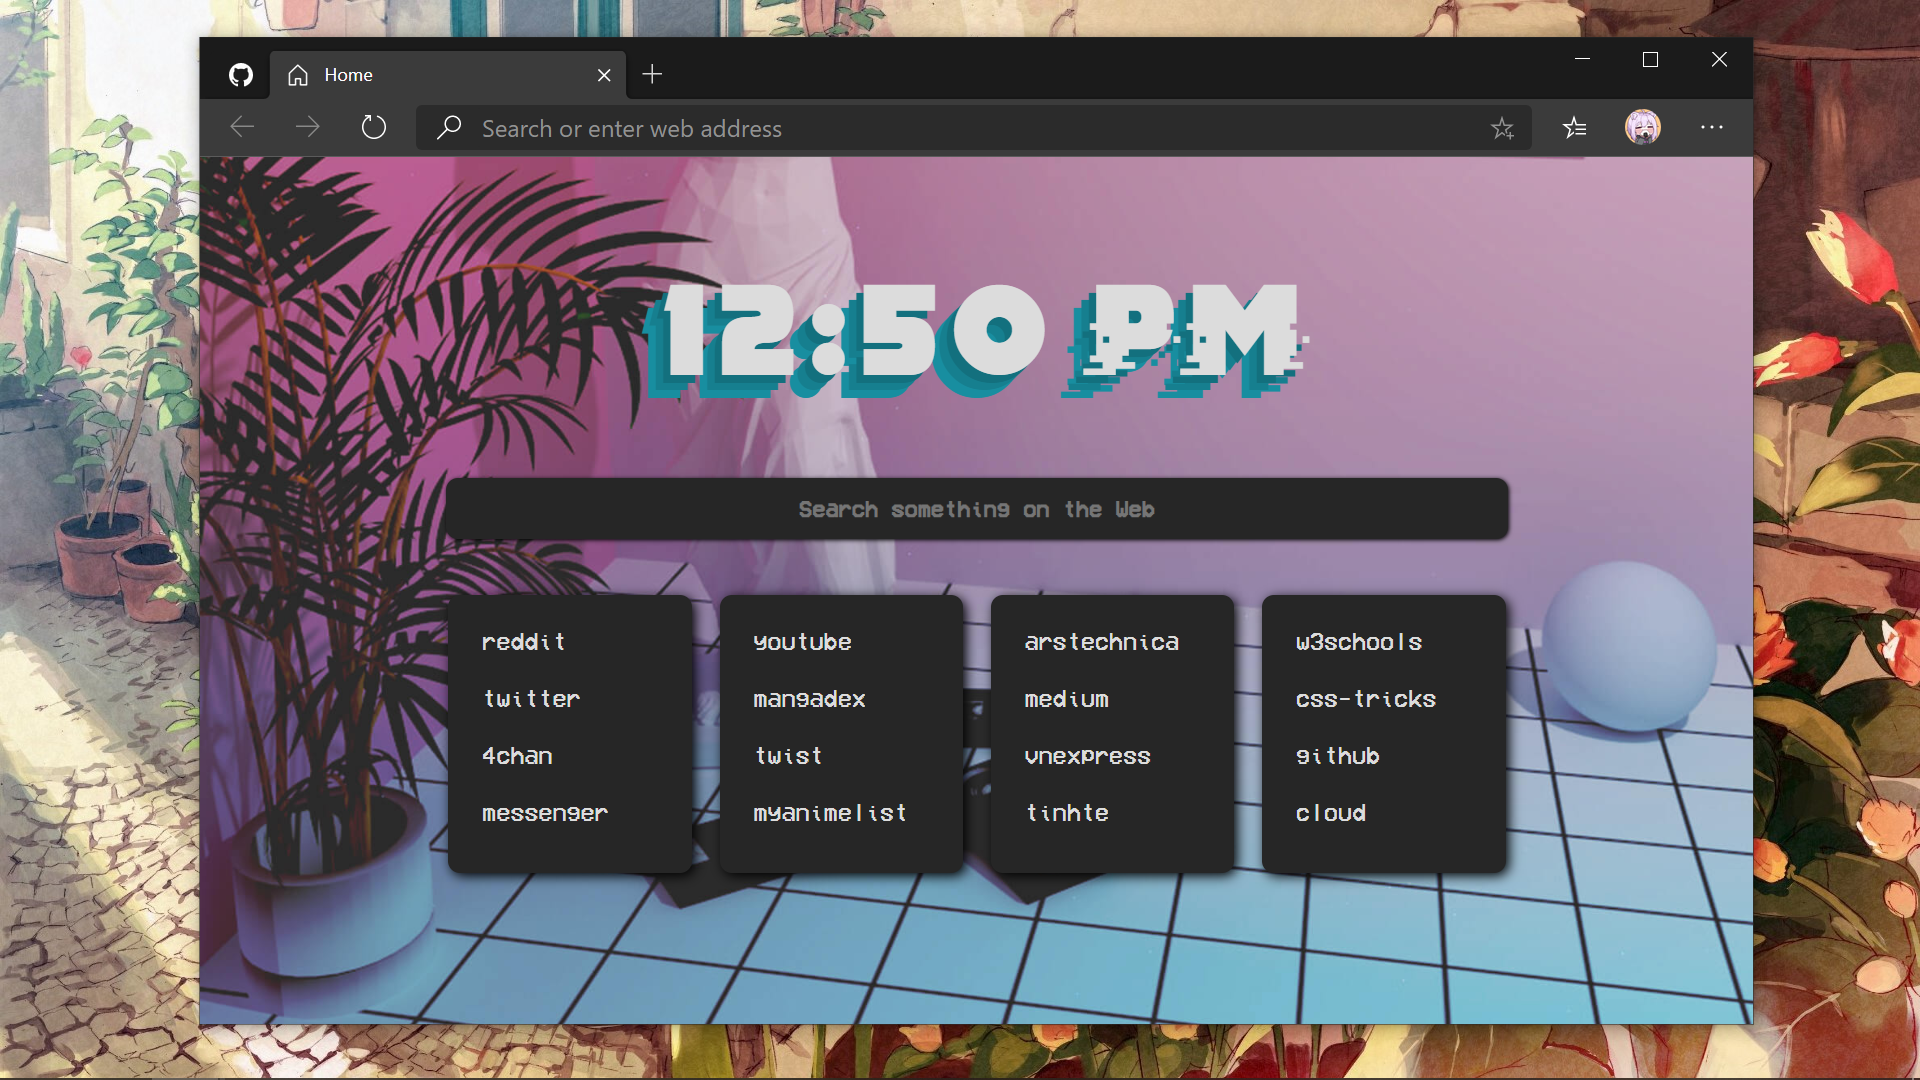 Home
Search or enter web address
12:50 PM
Search something on the Web
reddit
twitter
4chan
messenger
youtube
mangadex
twist
myanimelist
arstechnica
medium
vnexpress
tinhte
w3schools
css-tricks
github
cloud